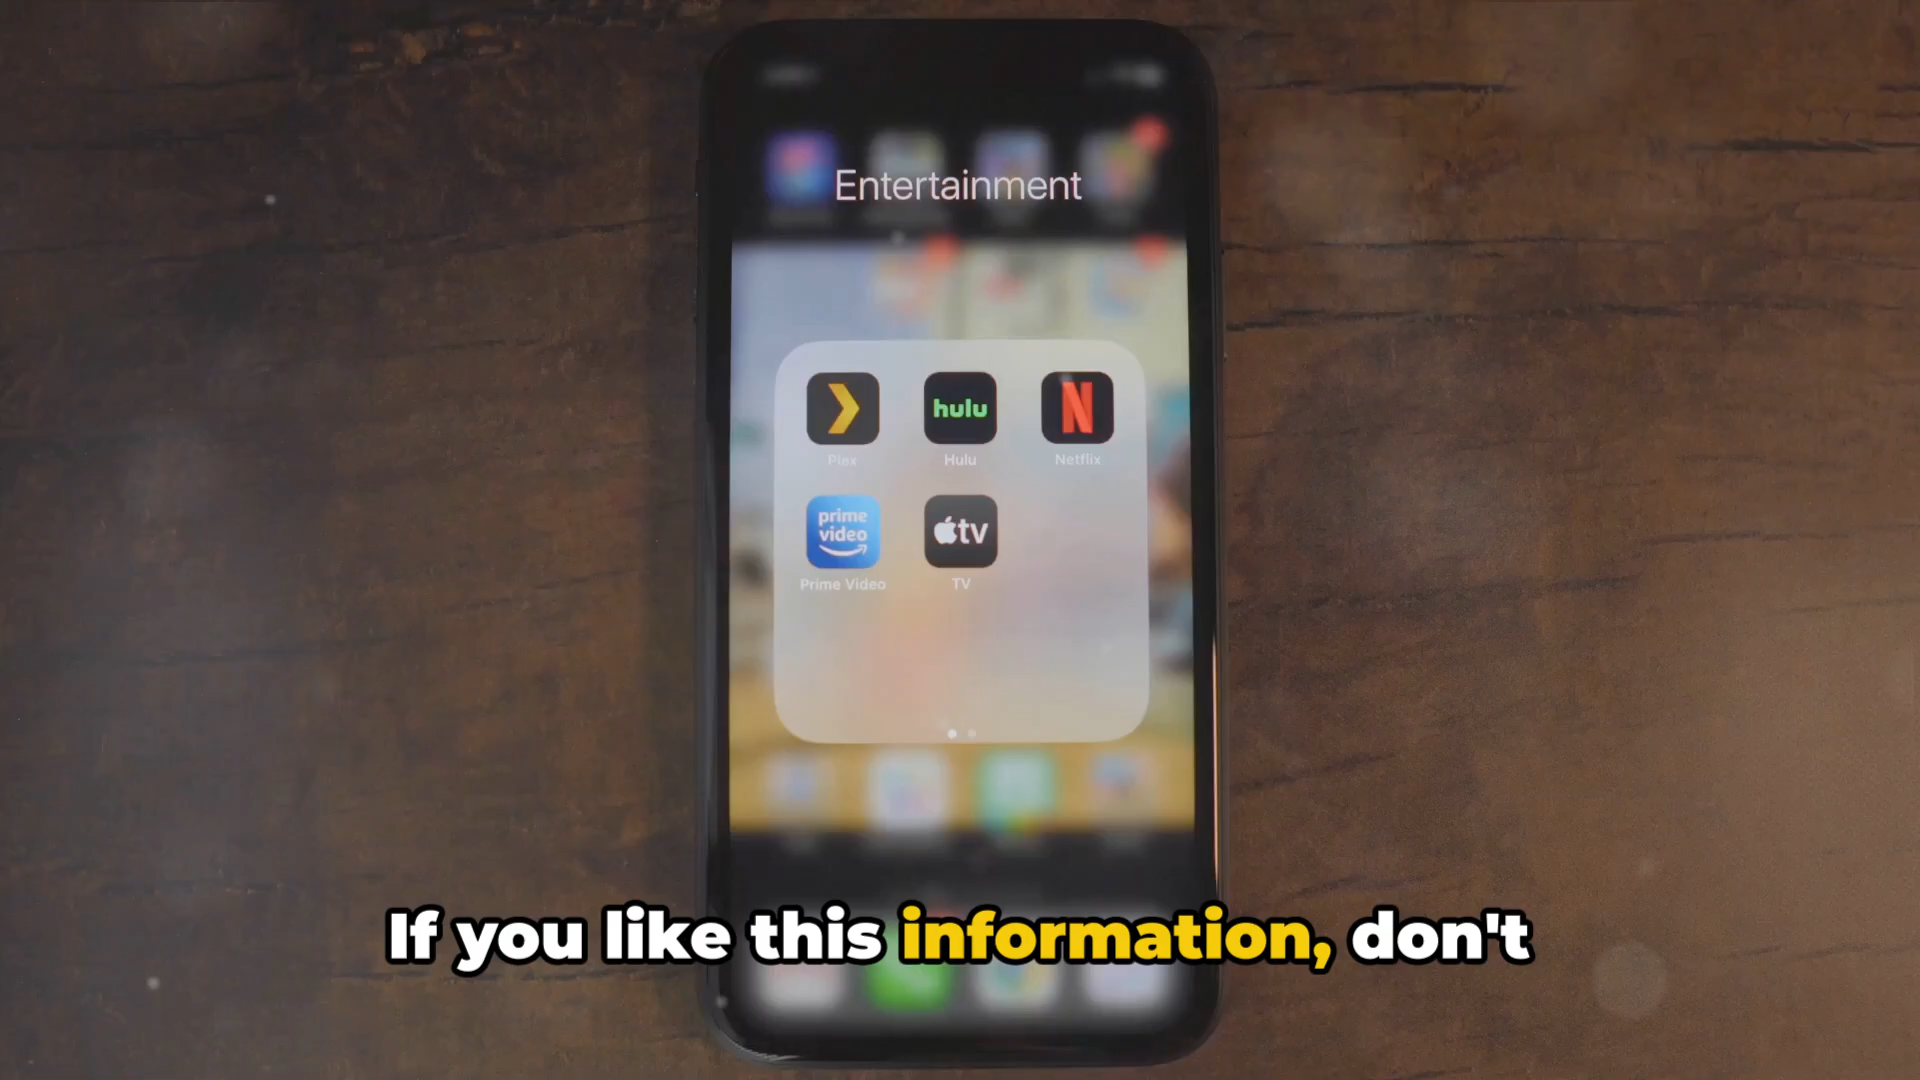 Entertainment
hulu
N
Plex
Hulu
Netflix
prime
video
tv
Prime Video
TV
If you like this information, don't